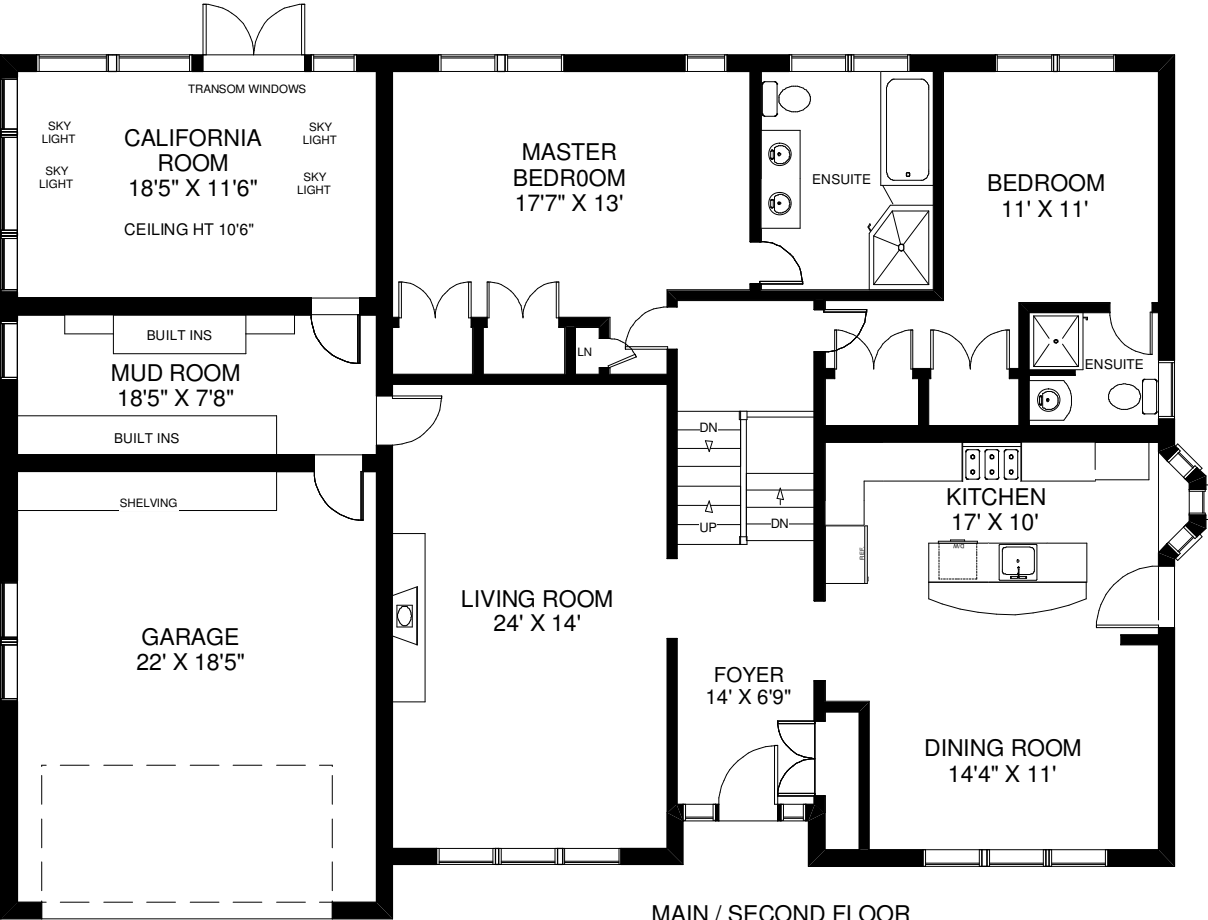 TRANSOM WINDOWS
SKY
LIGHT
SKY
LIGHT
CALIFORNIA
ROOM
18'5" X 11'6"
CEILING HT 10'6"
SKY
LIGHT
SKY
LIGHT
MASTER
BEDR0OM
17'7" X 13'
ENSUITE
BEDROOM
11' X 11'
BUILT INS
MUD ROOM
18'5" X 7'8"
BUILT INS
LN
ENSUITE
SHELVING
DN
UP
DN
KITCHEN
17' X 10'
REF.
D/W
GARAGE
22' X 18'5"
LIVING ROOM
24' X 14'
FOYER
14' X 6'9"
DINING ROOM
14'4" X 11'
MAIN / SECOND FLOOR